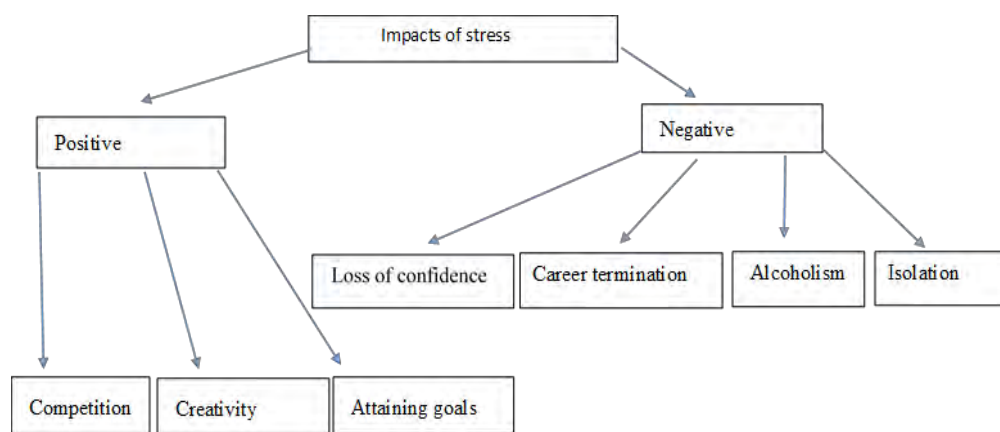 Impacts of stress
Positive
Negative
Loss of confidence
Career termination
Alcoholism
Isolation
Competition
Creativity
Attaining goals